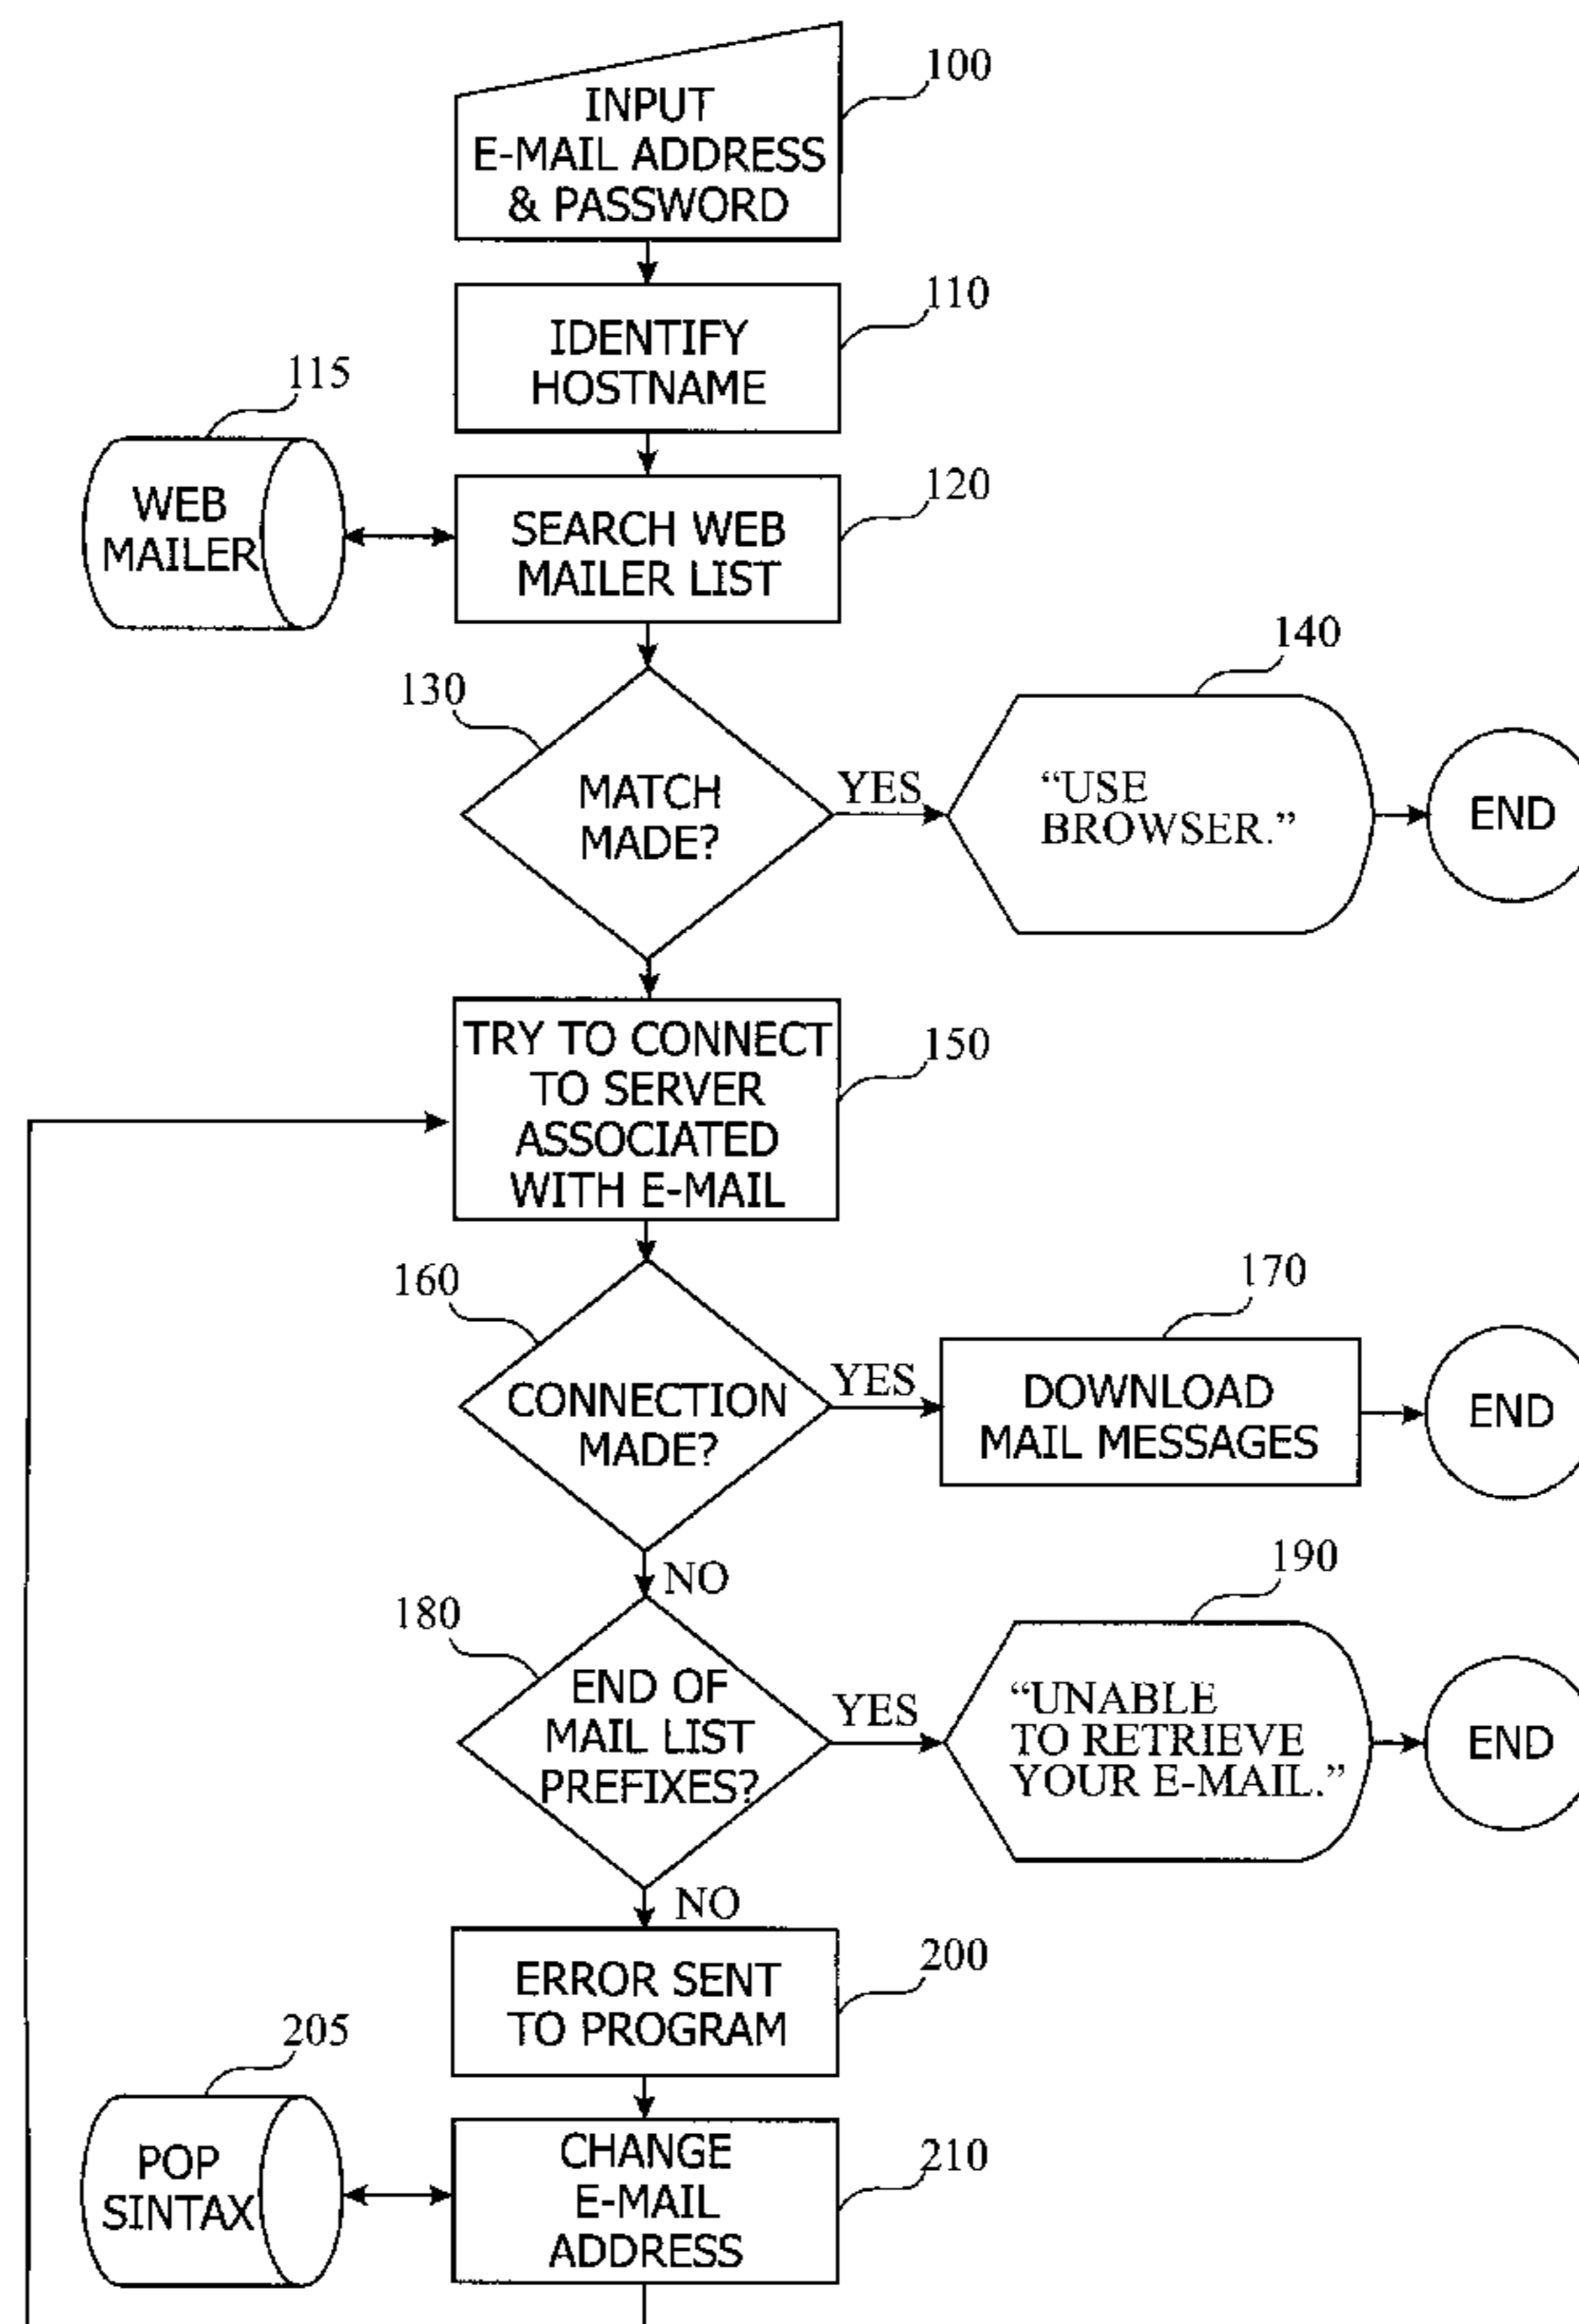 100
INPUT
E-MAIL ADDRESS
& PASSWORD
110
IDENTIFY
HOSTNAME
115
WEB
MAILER
120
SEARCH WEB
MAILER LIST
130
MATCH
MADE?
YES
140
“USE
BROWSER.”
END
150
TRY TO CONNECT
TO SERVER
ASSOCIATED
WITH E-MAIL
160
CONNECTION
MADE?
YES
170
DOWNLOAD
MAIL MESSAGES
END
NO
180
END OF
MAIL LIST
PREFIXES?
YES
190
“UNABLE
TO RETRIEVE
YOUR E-MAIL.”
END
NO
200
ERROR SENT
TO PROGRAM
205
POP
SINTAX
210
CHANGE
E-MAIL
ADDRESS